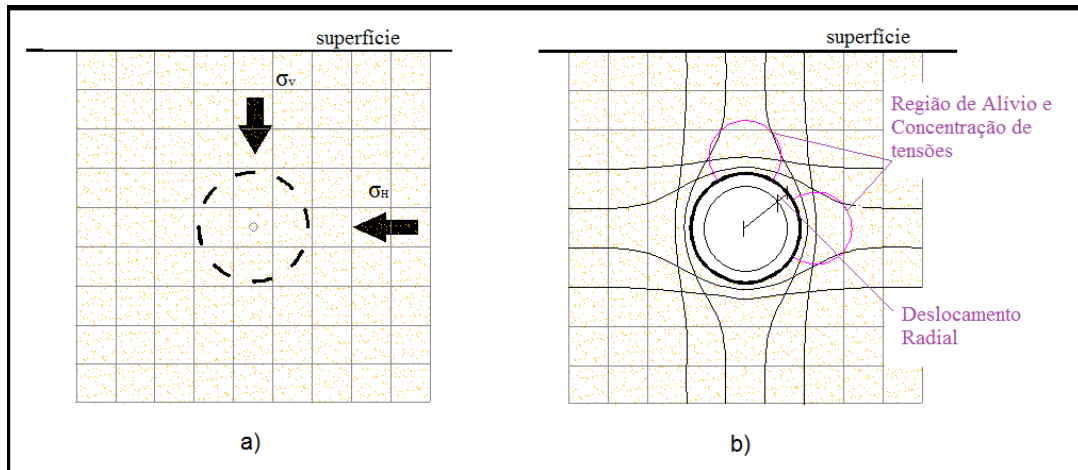 superfície
σv
σH
a)
superfície
Região de Alívio e
Concentração de
tensões
Deslocamento
Radial
b)